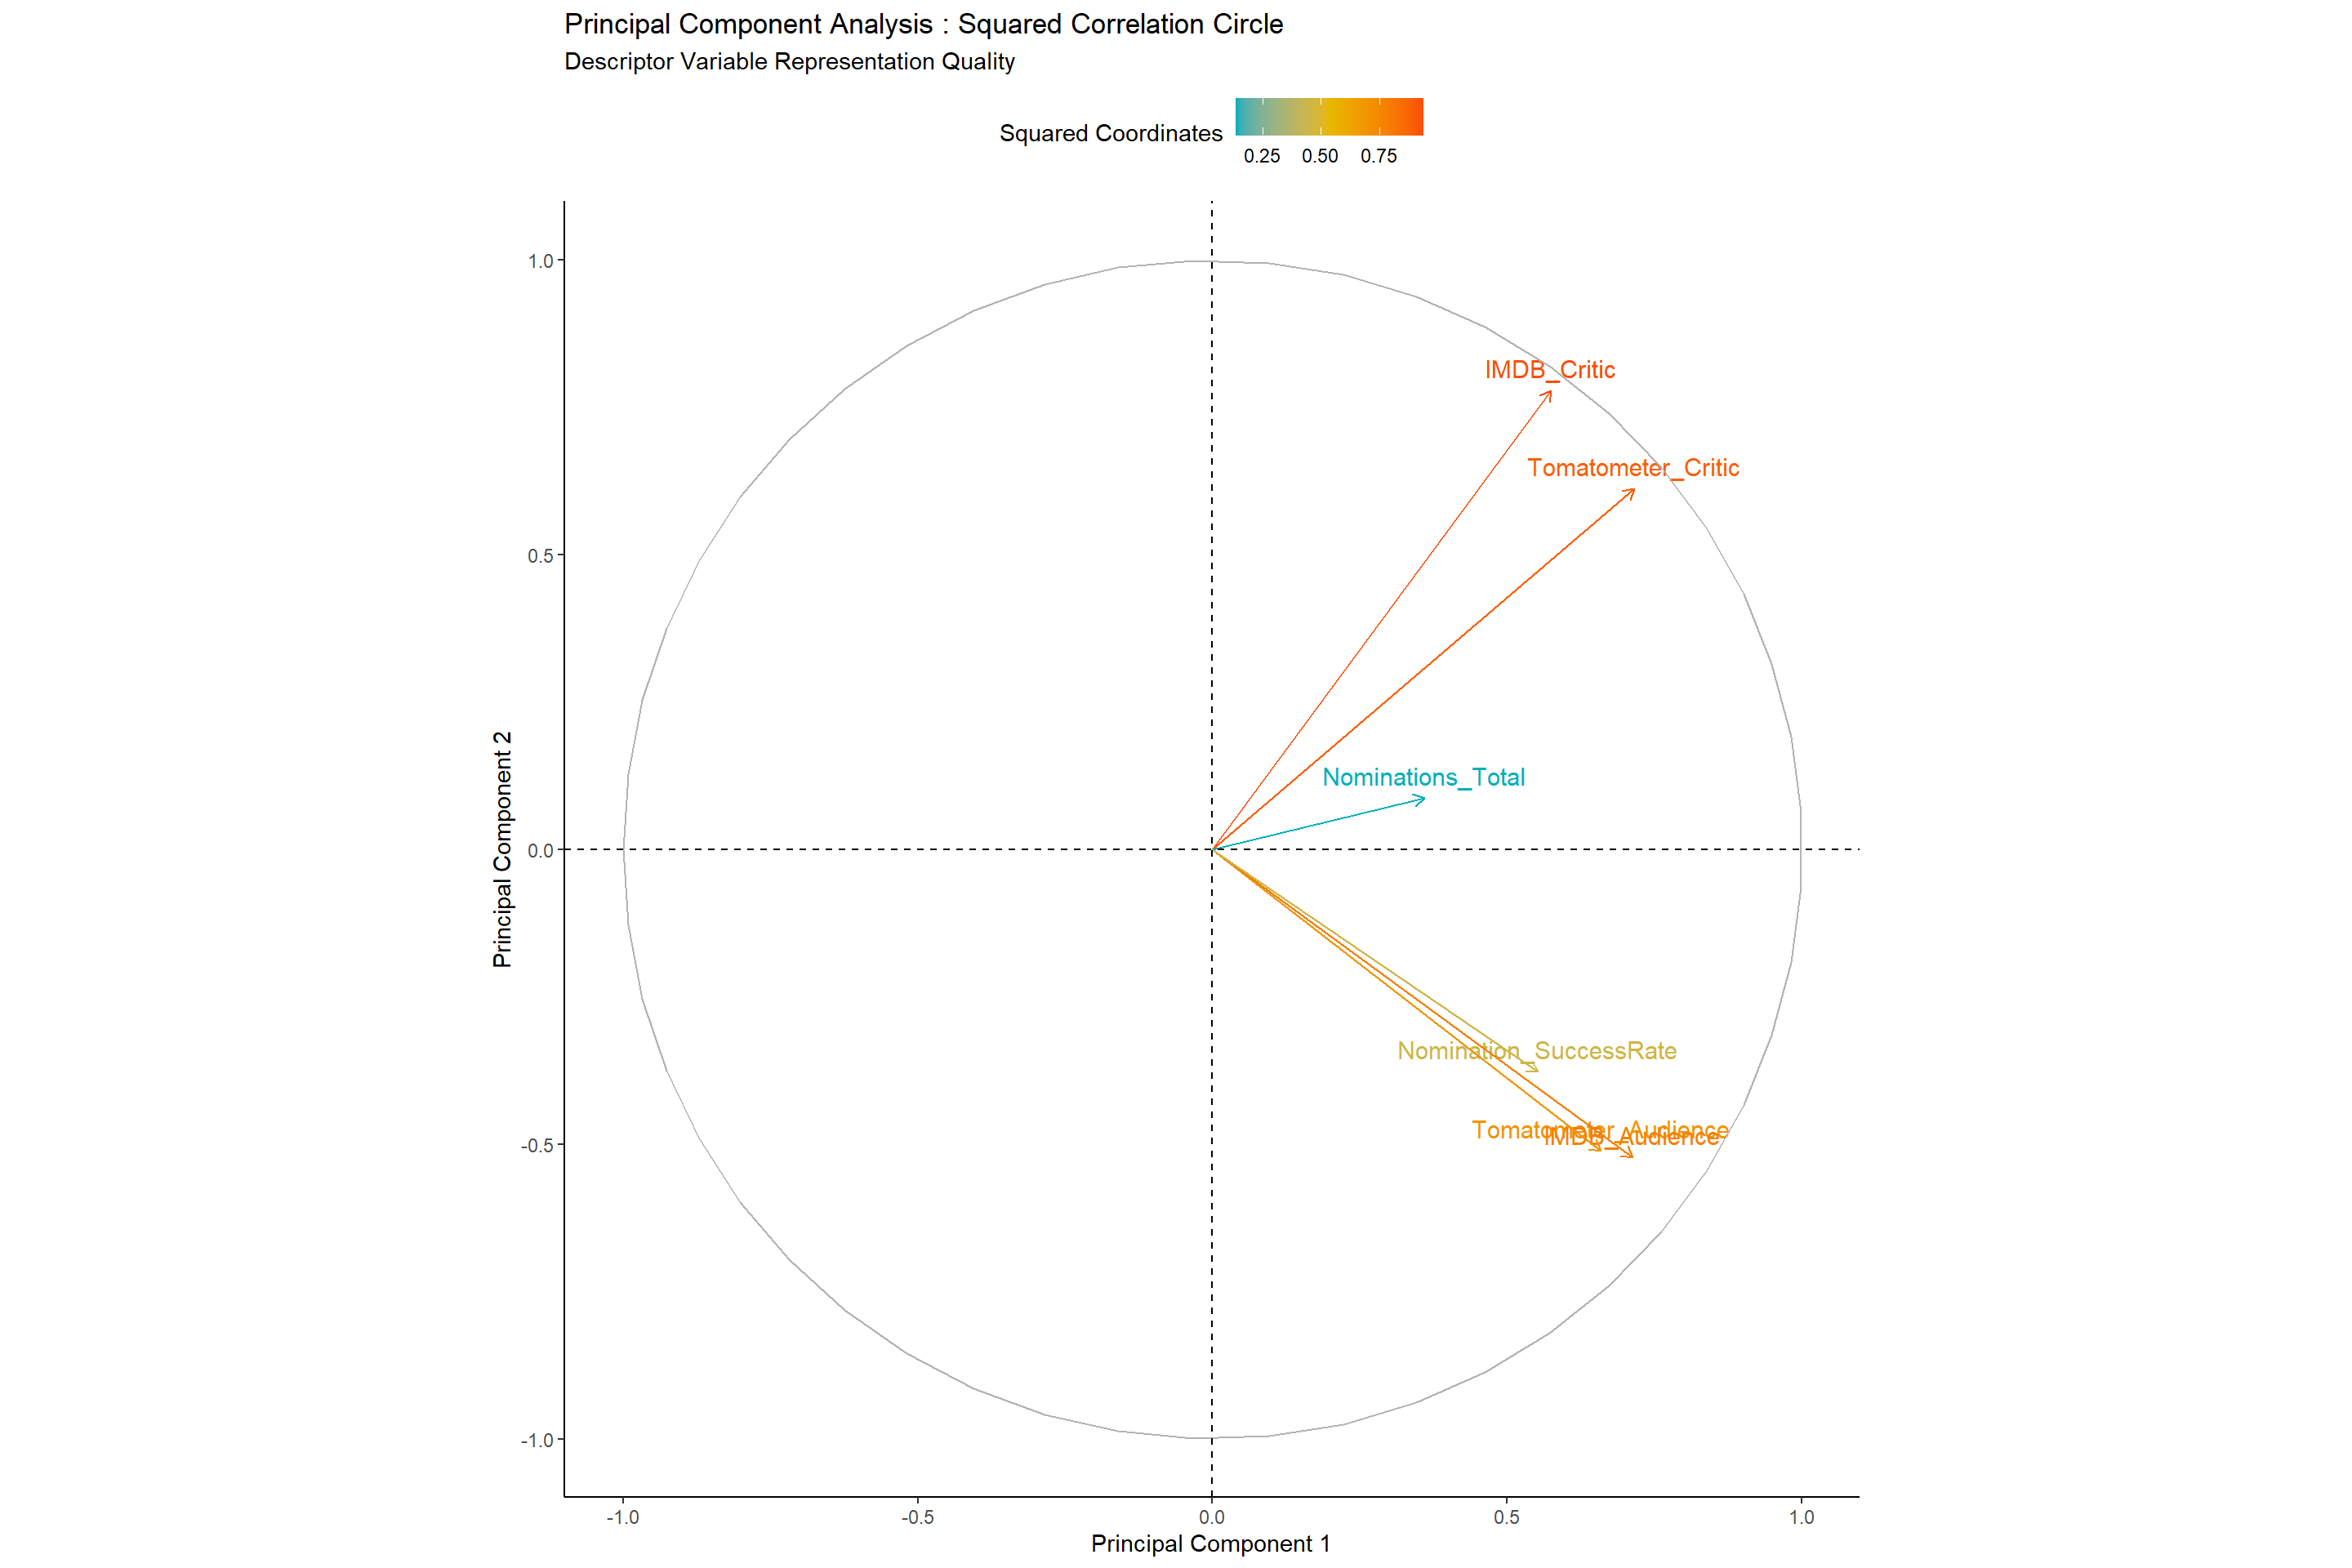 Principal Component Analysis : Squared Correlation Circle
Descriptor Variable Representation Quality
Squared Coordinates
0.25 0.50 0.75
1.0
IMDB_Critic
Tomatometer_Critic
0.5
Nominations_Total
0.0
Principal Component 2
Nomination_SuccessRate
Tomatometer_Audience
IMDB_Audience
-0.5
-1.0
-1.0 -0.5 0.0 0.5 1.0
Principal Component 1